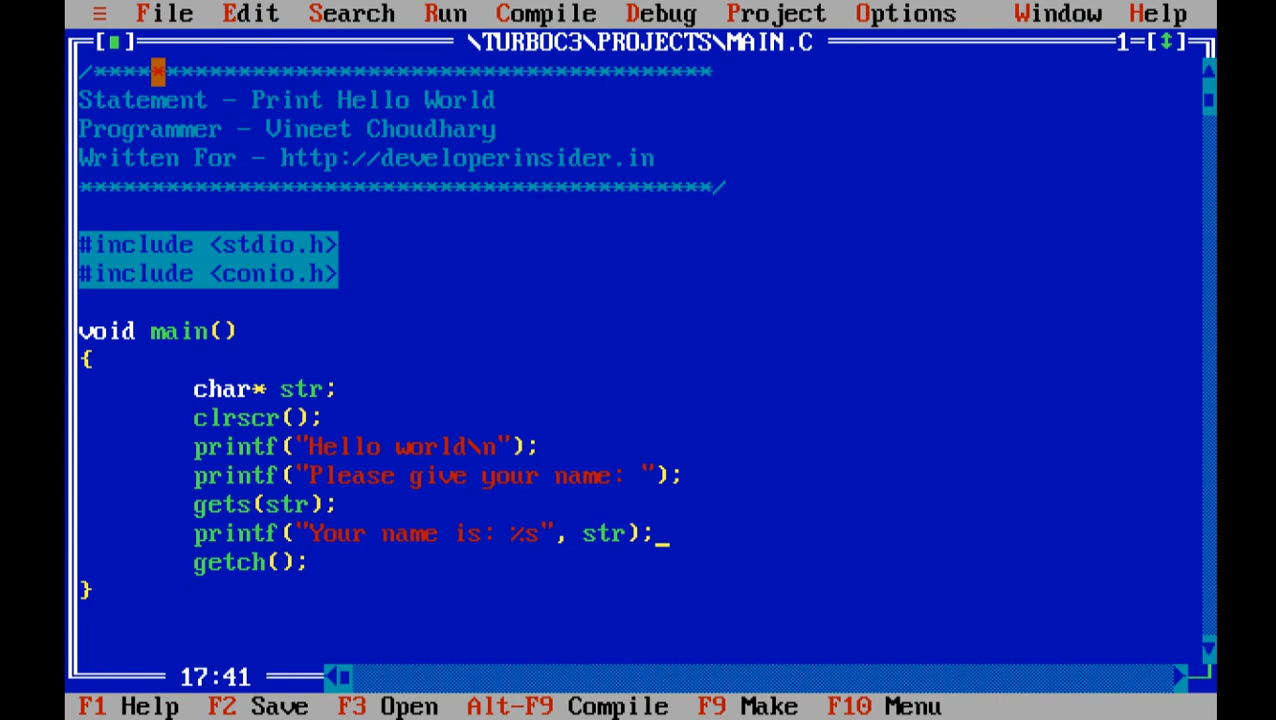 ≡ File Edit Search Run Compile Debug Project Options Window Help
[■] \TURBOC3\PROJECTS\MAIN.C 1=[↕]
/*******************************************
Statement - Print Hello World
Programmer - Vineet Choudhary
Written For - http://developerinsider.in
********************************************/
#include <stdio.h>
#include <conio.h>
void main()
{
char* str;
clrscr();
printf("Hello world\n");
printf("Please give your name: ");
gets(str);
printf("Your name is: %s", str);_
getch();
}
17:41
F1 Help F2 Save F3 Open Alt-F9 Compile F9 Make F10 Menu